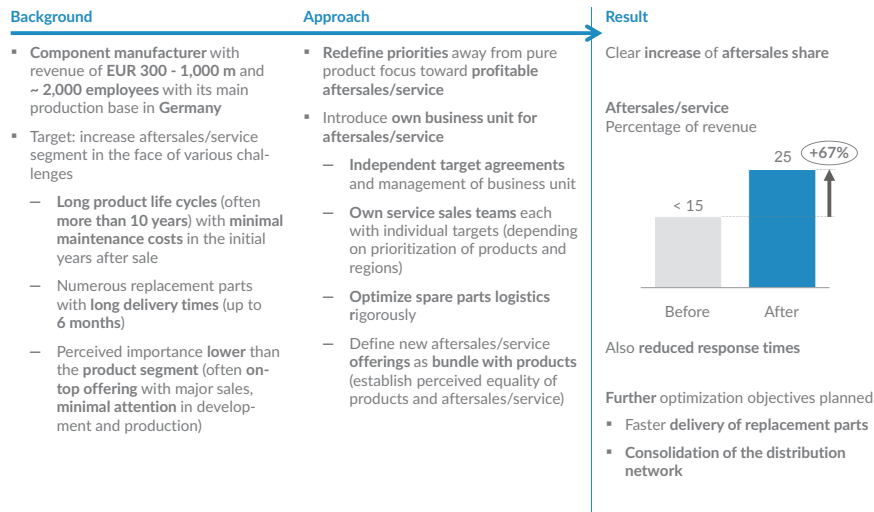 Background
▪ Component manufacturer with
revenue of EUR 300 - 1,000 m and
~ 2,000 employees with its main
production base in Germany
▪ Target: increase aftersales/service
segment in the face of various chal-
lenges
— Long product life cycles (often
more than 10 years) with minimal
maintenance costs in the initial
years after sale
— Numerous replacement parts
with long delivery times (up to
6 months)
— Perceived importance lower than
the product segment (often on-
top offering with major sales,
minimal attention in develop-
ment and production)
Approach
▪ Redefine priorities away from pure
product focus toward profitable
aftersales/service
▪ Introduce own business unit for
aftersales/service
— Independent target agreements
and management of business unit
— Own service sales teams each
with individual targets (depending
on prioritization of products and
regions)
— Optimize spare parts logistics
rigorously
— Define new aftersales/service
offerings as bundle with products
(establish perceived equality of
products and aftersales/service)
Result
Clear increase of aftersales share
Aftersales/service
Percentage of revenue
25 +67%
< 15
Before After
Also reduced response times
Further optimization objectives planned
▪ Faster delivery of replacement parts
▪ Consolidation of the distribution
network